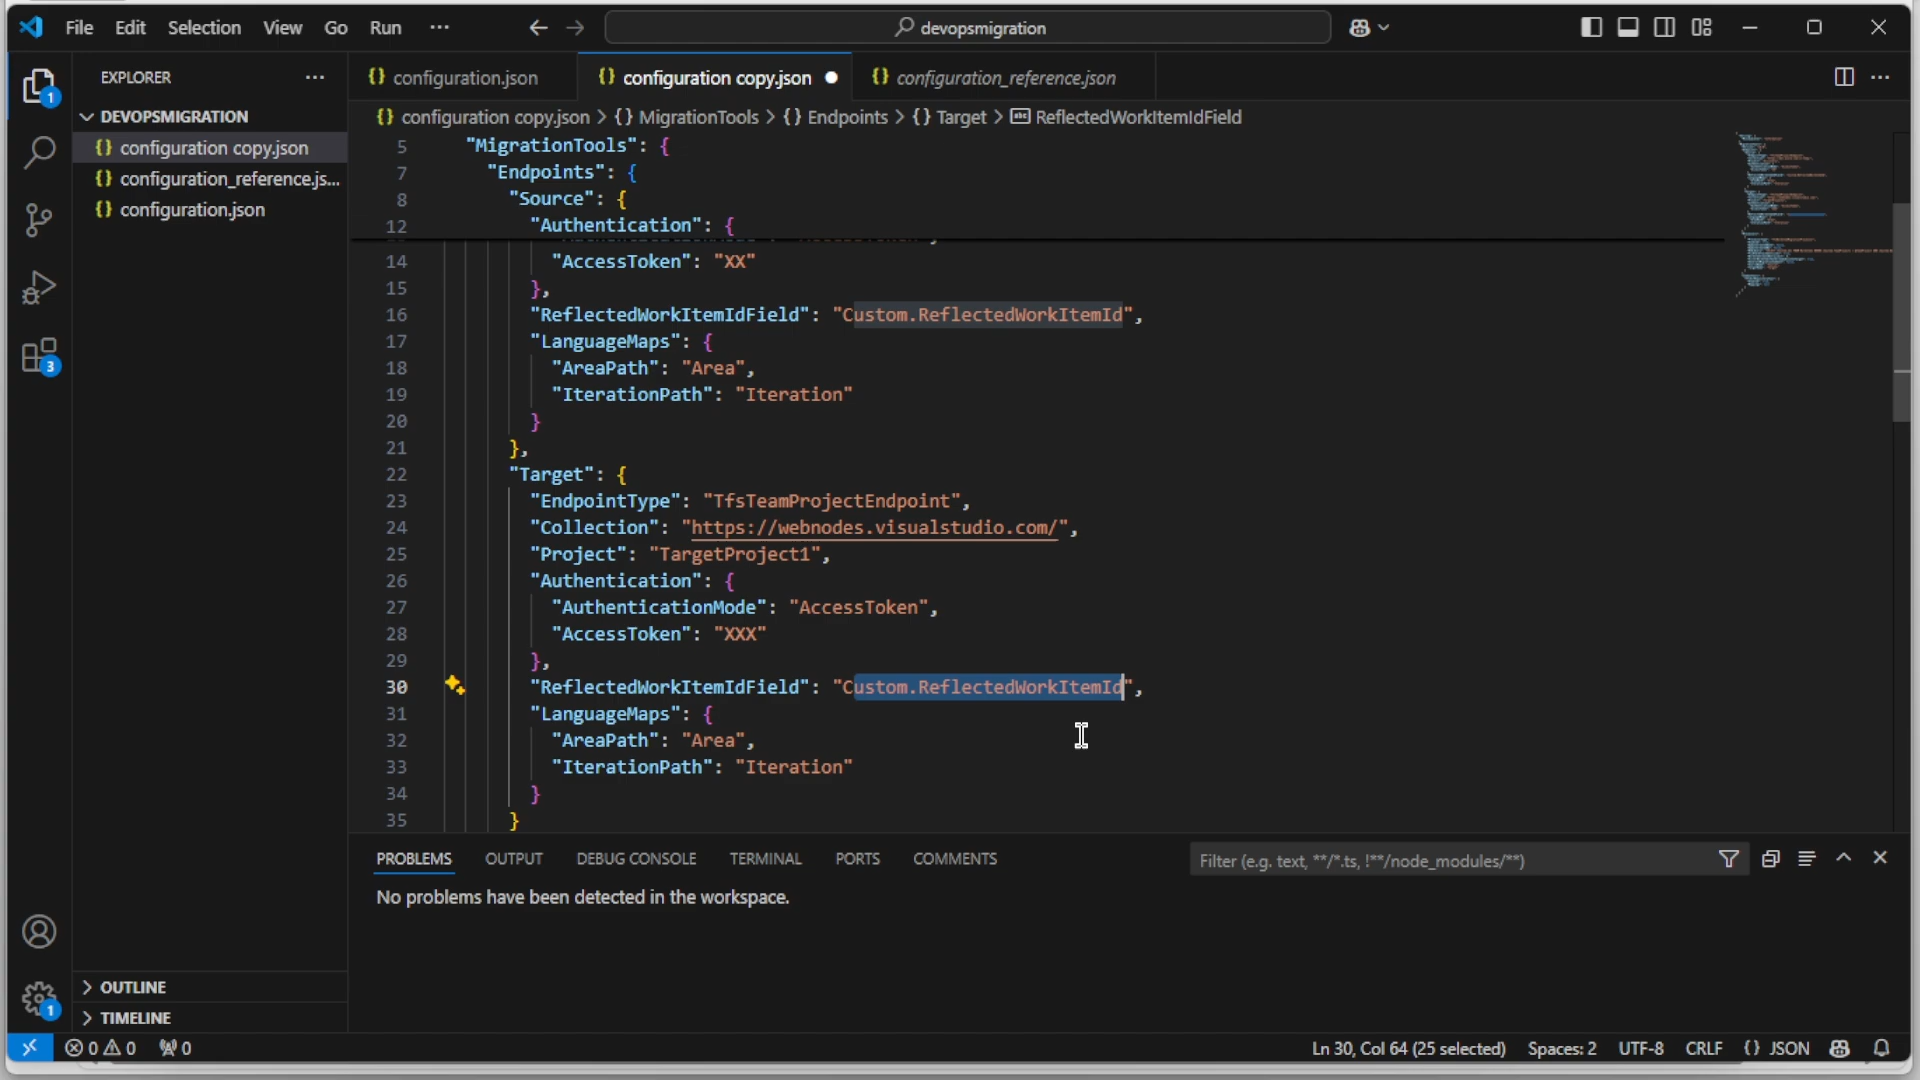 File Edit Selection View Go Run ··· devopsmigration
EXPLORER ···
DEVOPSMIGRATION
{} configuration copy.json
{} configuration_reference.js...
{} configuration.json
OUTLINE
TIMELINE
{} configuration.json {} configuration copy.json ● {} configuration_reference.json
{} configuration copy.json > {} MigrationTools > {} Endpoints > {} Target > ReflectedWorkItemIdField
5 "MigrationTools": {
7 "Endpoints": {
8 "Source": {
12 "Authentication": {
14 "AccessToken": "XX"
15 },
16 "ReflectedWorkItemIdField": "Custom.ReflectedWorkItemId",
17 "LanguageMaps": {
18 "AreaPath": "Area",
19 "IterationPath": "Iteration"
20 }
21 },
22 "Target": {
23 "EndpointType": "TfsTeamProjectEndpoint",
24 "Collection": "https://webnodes.visualstudio.com/",
25 "Project": "TargetProject1",
26 "Authentication": {
27 "AuthenticationMode": "AccessToken",
28 "AccessToken": "XXX"
29 },
30 "ReflectedWorkItemIdField": "Custom.ReflectedWorkItemId",
31 "LanguageMaps": {
32 "AreaPath": "Area",
33 "IterationPath": "Iteration"
34 }
35 }
PROBLEMS OUTPUT DEBUG CONSOLE TERMINAL PORTS COMMENTS Filter (e.g. text, **/*.ts, !**/node_modules/**)
No problems have been detected in the workspace.
1
3
1
0 0 0 Ln 30, Col 64 (25 selected) Spaces: 2 UTF-8 CRLF {} JSON